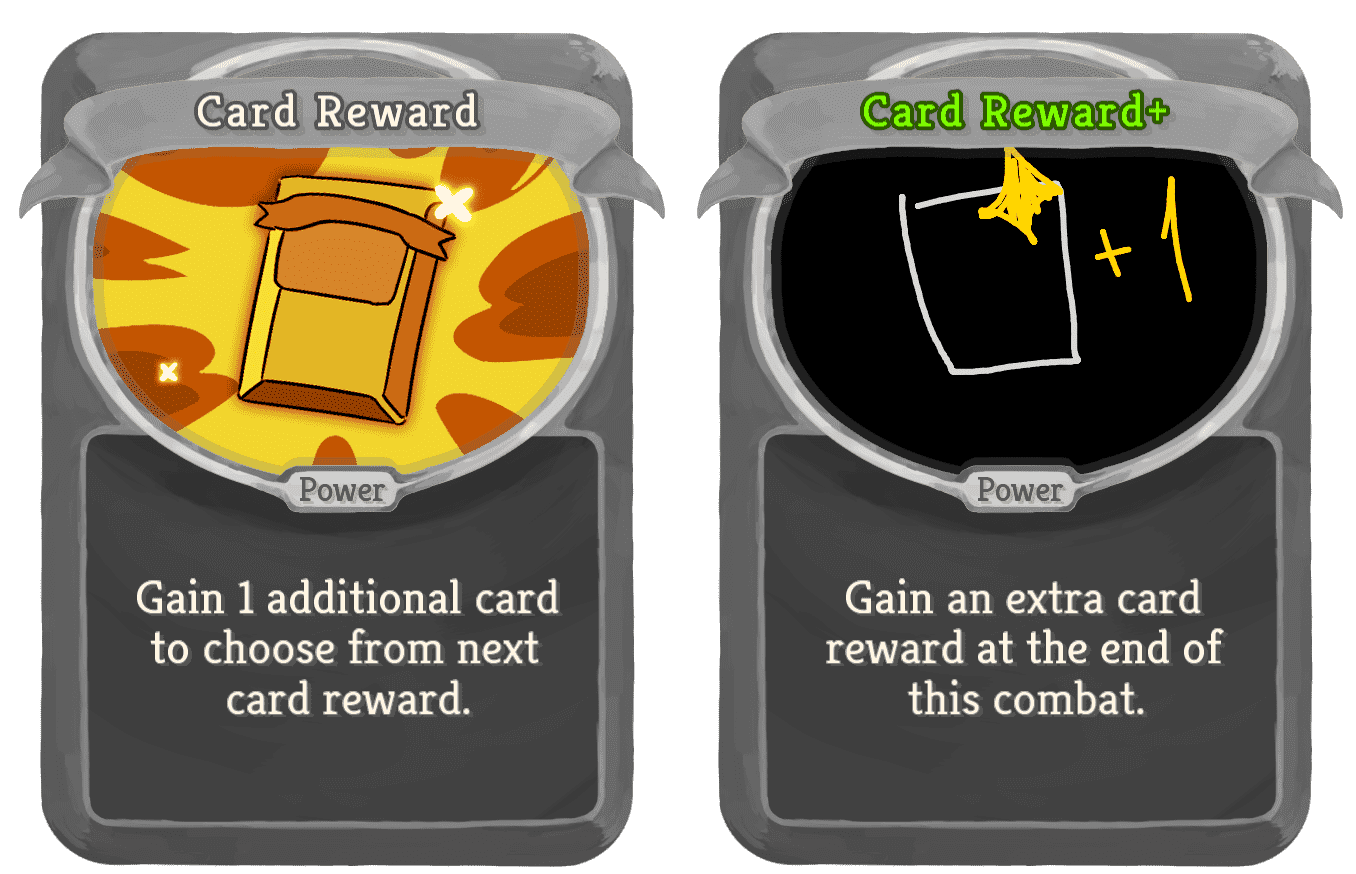 Card Reward
Power
Gain 1 additional card
to choose from next
card reward.
Card Reward+
+ 1
Power
Gain an extra card
reward at the end of
this combat.